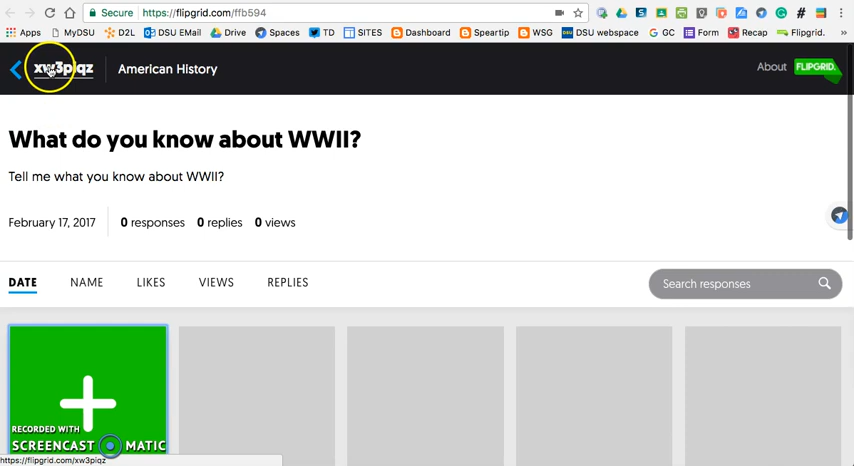 Secure https://flipgrid.com/ffb594
Apps MyDSU D2L DSU EMail Drive Spaces TD SITES Dashboard Speartip WSG DSU webspace GC Form Recap Flipgrid. »
xw3piqz American History About FLIPGRID.
What do you know about WWII?
Tell me what you know about WWII?
February 17, 2017 0 responses 0 replies 0 views
DATE NAME LIKES VIEWS REPLIES Search responses
RECORDED WITH
SCREENCAST MATIC
https://flipgrid.com/xw3piqz